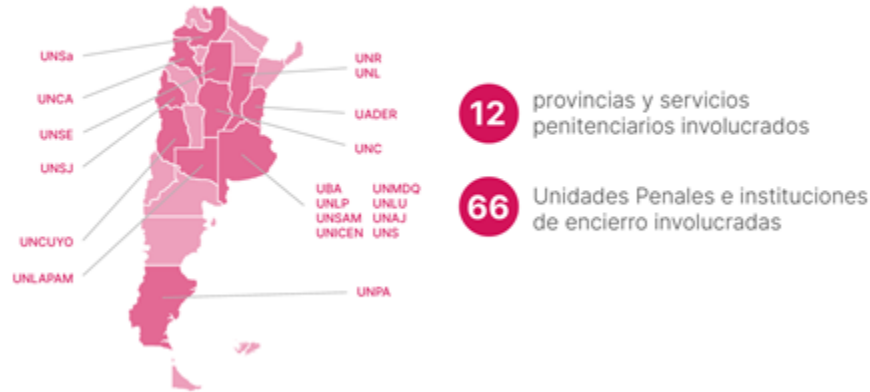 UNSa
UNCA
UNSE
UNSJ
UNCUYO
UNLAPAM
UNR
UNL
UADER
UNC
UBA UNMDQ
UNLP UNLU
UNSAM UNAJ
UNICEN UNS
UNPA
12
provincias y servicios
penitenciarios involucrados
66
Unidades Penales e instituciones
de encierro involucradas